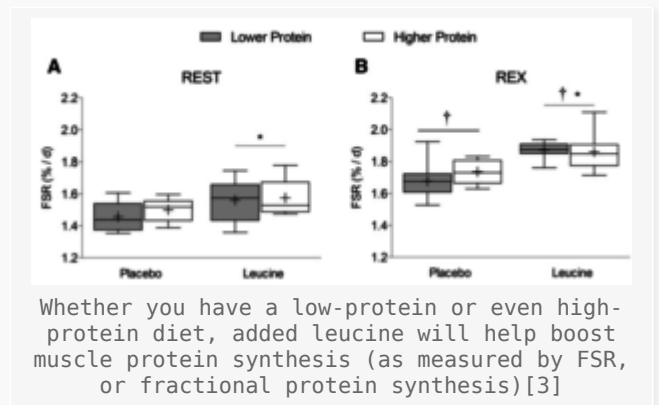 Lower Protein Higher Protein
A B
REST REX
2.2 2.2
2.0 2.0
1.8 1.8
1.6 1.6
1.4 1.4
1.2 1.2
FSR (% / d) FSR (% / d)
† † *
*
Placebo Leucine Placebo Leucine
Whether you have a low-protein or even high-
protein diet, added leucine will help boost
muscle protein synthesis (as measured by FSR,
or fractional protein synthesis)[3]